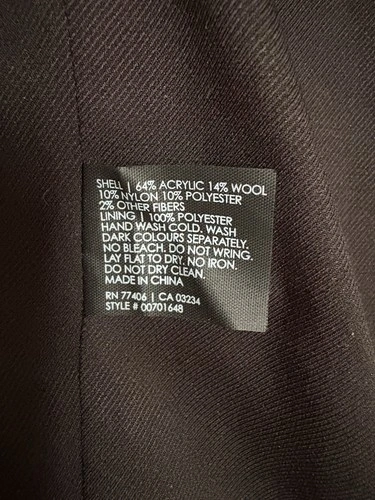 SHELL | 64% ACRYLIC 14% WOOL
10% NYLON 10% POLYESTER
2% OTHER FIBERS
LINING | 100% POLYESTER
HAND WASH COLD. WASH
DARK COLOURS SEPARATELY.
NO BLEACH. DO NOT WRING.
LAY FLAT TO DRY. NO IRON.
DO NOT DRY CLEAN.
MADE IN CHINA
RN 77406 | CA 03234
STYLE # 00701648